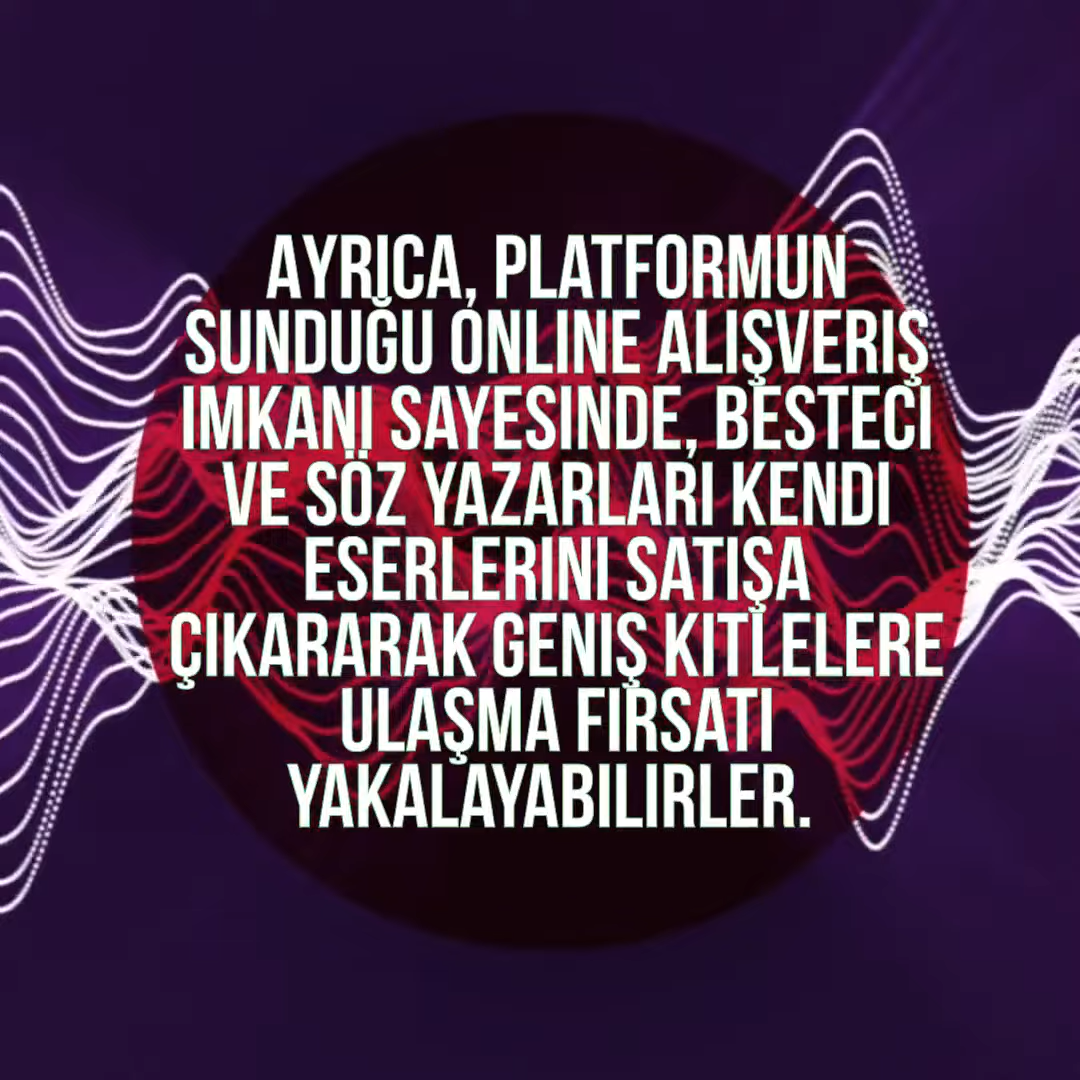 AYRICA, PLATFORMUN
SUNDUĞU ONLINE ALIŞVERIŞ
IMKANI SAYESINDE, BESTECI
VE SÖZ YAZARLARI KENDI
ESERLERINI SATIŞA
ÇIKARARAK GENIŞ KITLELERE
ULAŞMA FIRSATI
YAKALAYABILIRLER.